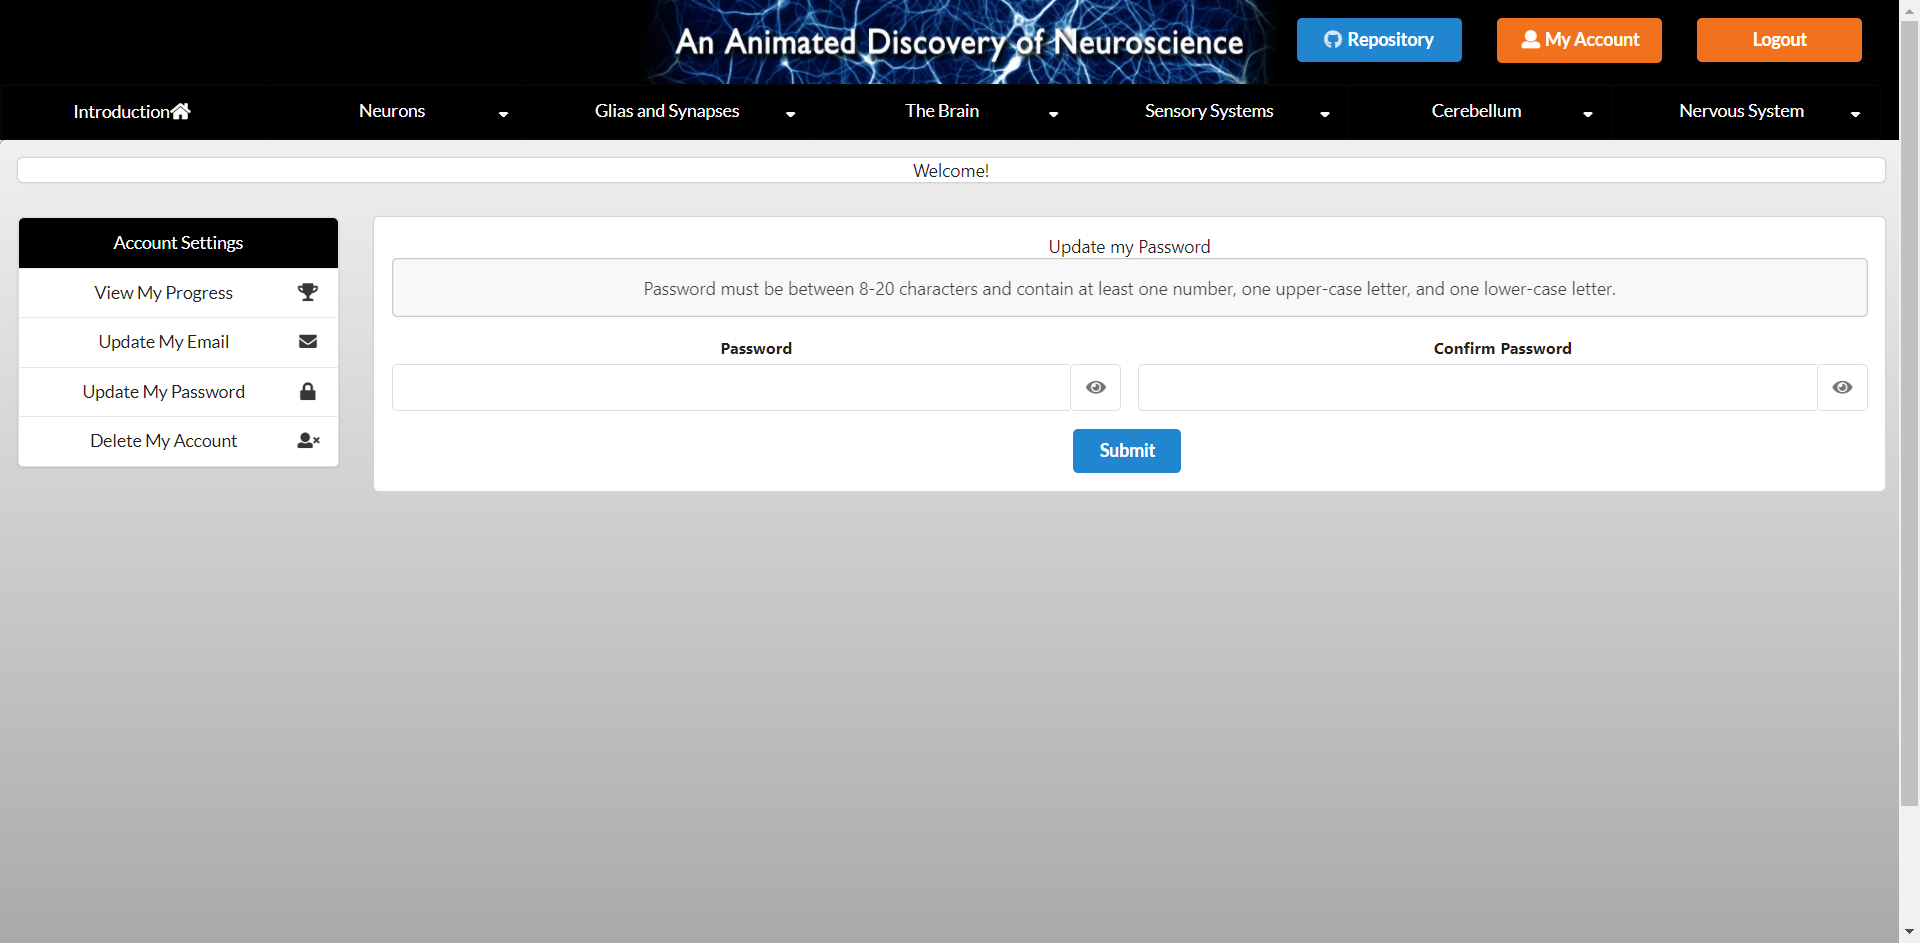 An Animated Discovery of Neuroscience
Repository
My Account
Logout
Introduction
Neurons
Glias and Synapses
The Brain
Sensory Systems
Cerebellum
Nervous System
Welcome!
Account Settings
View My Progress
Update My Email
Update My Password
Delete My Account
Update my Password
Password must be between 8-20 characters and contain at least one number, one upper-case letter, and one lower-case letter.
Password
Confirm Password
Submit